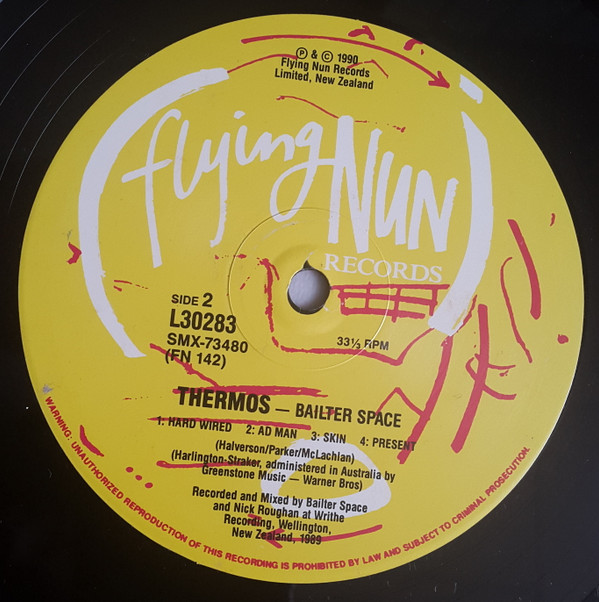 ℗ & © 1990
Flying Nun Records
Limited, New Zealand
flying NUN
RECORDS
SIDE 2
L30283
SMX-73480
(FN 142)
33⅓ RPM
THERMOS — BAILTER SPACE
1: HARD WIRED 2: AD MAN 3: SKIN 4: PRESENT
(Halverson/Parker/McLachlan)
(Harlington-Straker, administered in Australia by
Greenstone Music — Warner Bros)
Recorded and Mixed by Bailter Space
and Nick Roughan at Writhe
Recording, Wellington,
New Zealand, 1989
WARNING: UNAUTHORIZED REPRODUCTION OF THIS RECORDING IS PROHIBITED BY LAW AND SUBJECT TO CRIMINAL PROSECUTION.